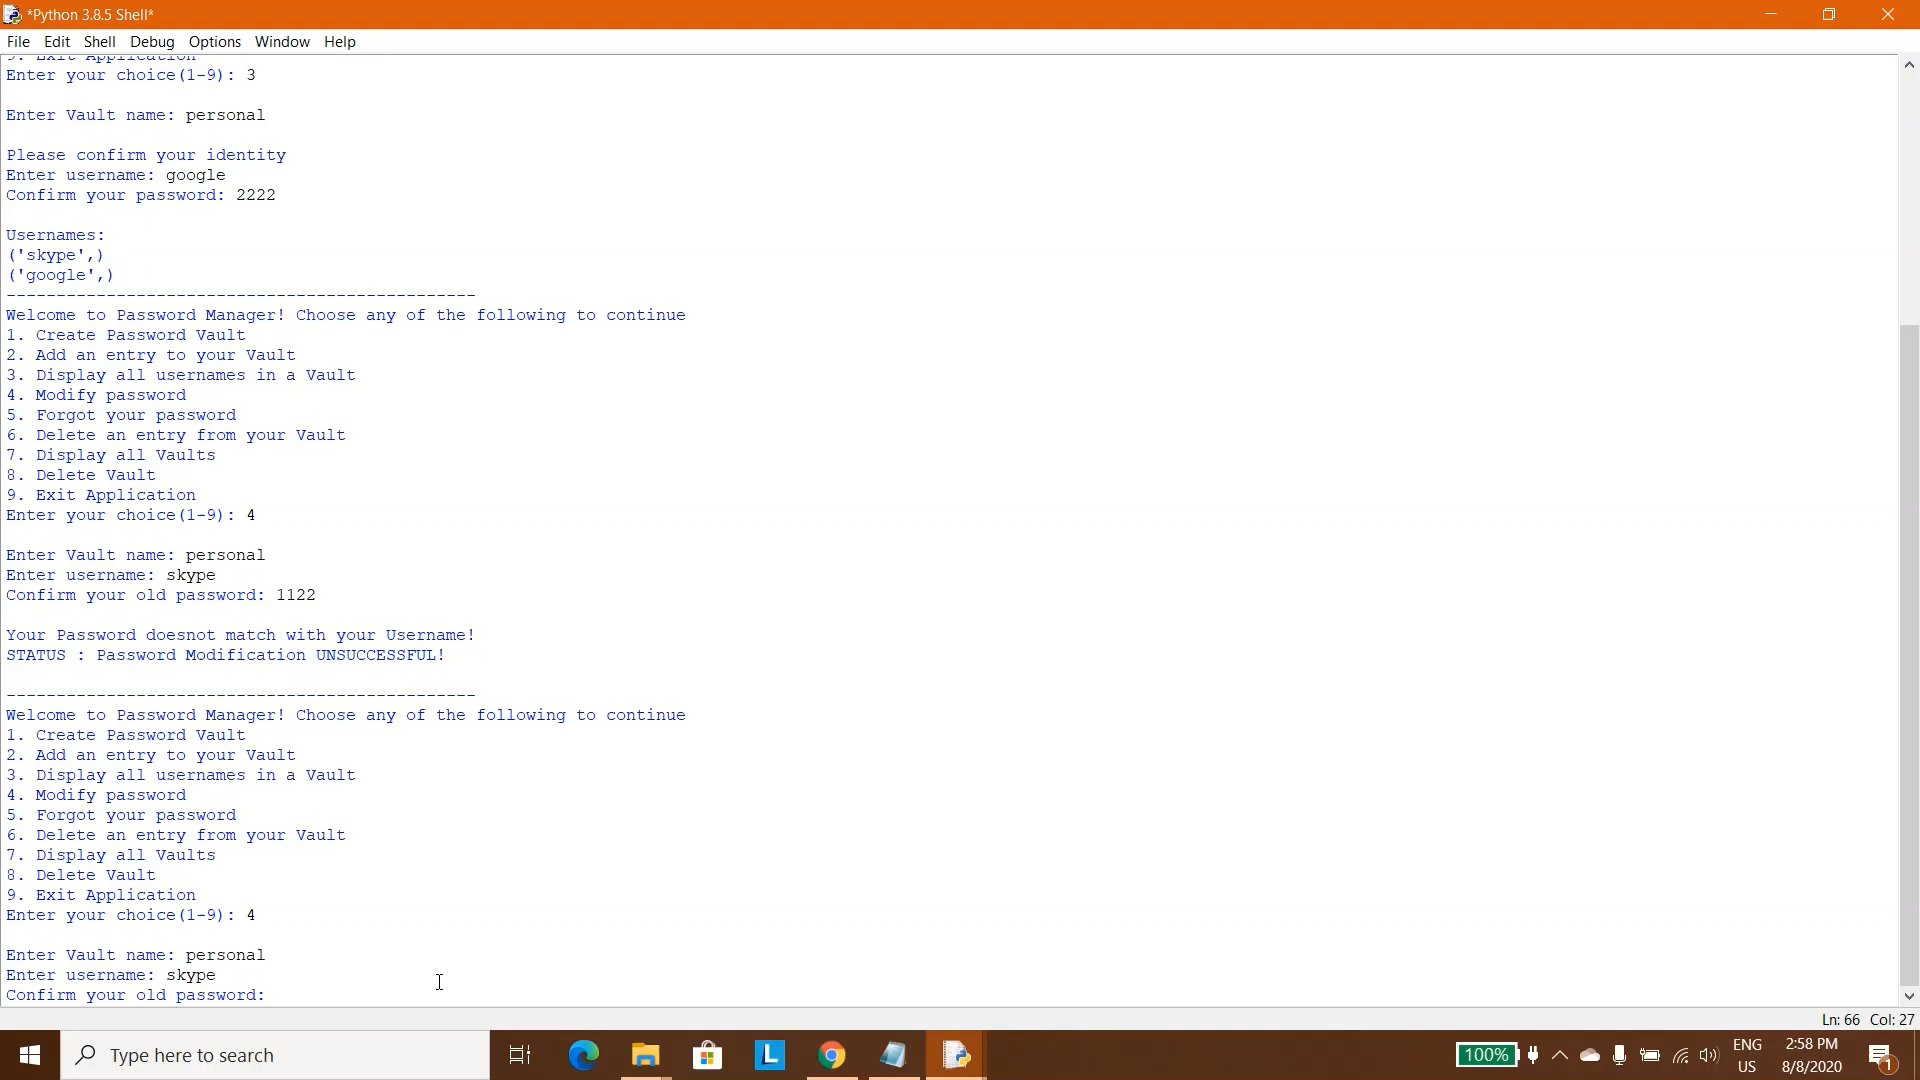 *Python 3.8.5 Shell*
File Edit Shell Debug Options Window Help
9. Exit Application
Enter your choice(1-9): 3
Enter Vault name: personal
Please confirm your identity
Enter username: google
Confirm your password: 2222
Usernames:
('skype',)
('google',)
-----------------------------------------------
Welcome to Password Manager! Choose any of the following to continue
1. Create Password Vault
2. Add an entry to your Vault
3. Display all usernames in a Vault
4. Modify password
5. Forgot your password
6. Delete an entry from your Vault
7. Display all Vaults
8. Delete Vault
9. Exit Application
Enter your choice(1-9): 4
Enter Vault name: personal
Enter username: skype
Confirm your old password: 1122
Your Password doesnot match with your Username!
STATUS : Password Modification UNSUCCESSFUL!
-----------------------------------------------
Welcome to Password Manager! Choose any of the following to continue
1. Create Password Vault
2. Add an entry to your Vault
3. Display all usernames in a Vault
4. Modify password
5. Forgot your password
6. Delete an entry from your Vault
7. Display all Vaults
8. Delete Vault
9. Exit Application
Enter your choice(1-9): 4
Enter Vault name: personal
Enter username: skype
Confirm your old password:
Ln: 66 Col: 27
Type here to search
L
100%
ENG
US
2:58 PM
8/8/2020
1